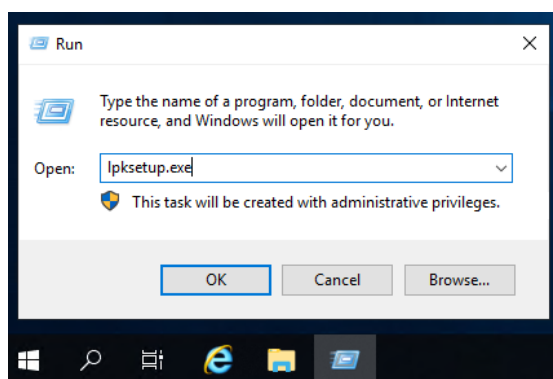 Run
Type the name of a program, folder, document, or Internet
resource, and Windows will open it for you.
Open: lpksetup.exe
This task will be created with administrative privileges.
OK Cancel Browse...